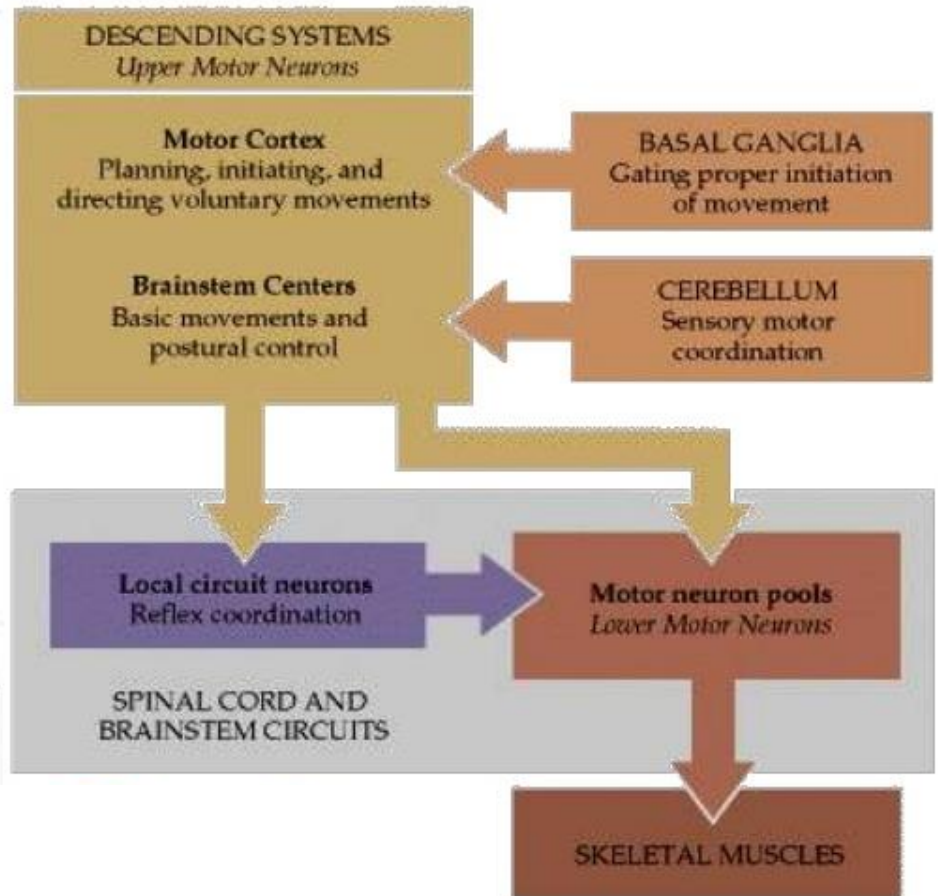 DESCENDING SYSTEMS
Upper Motor Neurons
Motor Cortex
Planning, initiating, and
directing voluntary movements
Brainstem Centers
Basic movements and
postural control
BASAL GANGLIA
Gating proper initiation
of movement
CEREBELLUM
Sensory motor
coordination
Local circuit neurons
Reflex coordination
Motor neuron pools
Lower Motor Neurons
SPINAL CORD AND
BRAINSTEM CIRCUITS
SKELETAL MUSCLES